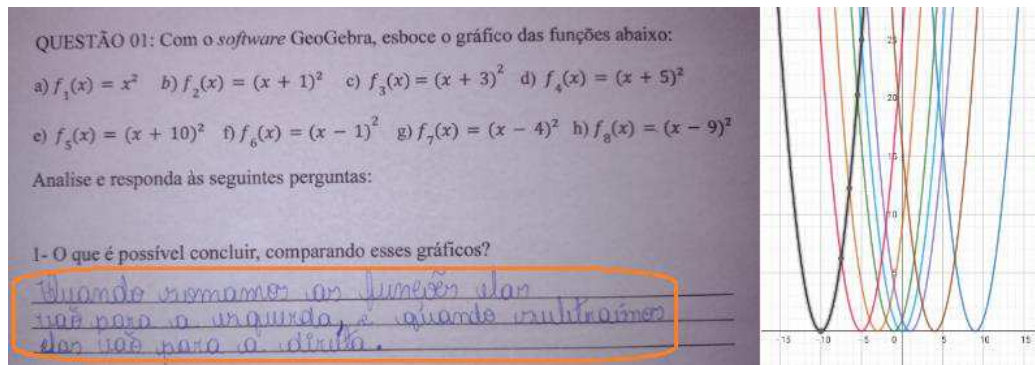 QUESTÃO 01: Com o software GeoGebra, esboce o gráfico das funções abaixo:
a) f₁(x) = x² b) f₂(x) = (x + 1)² c) f₃(x) = (x + 3)² d) f₄(x) = (x + 5)²
e) f₅(x) = (x + 10)² f) f₆(x) = (x − 1)² g) f₇(x) = (x − 4)² h) f₈(x) = (x − 9)²
Analise e responda às seguintes perguntas:
1- O que é possível concluir, comparando esses gráficos?
Quando somamos as funções elas
vão para a esquerda, e quando subtraímos
elas vão para a direita.
25
20
15
10
5
-15 -10 -5 0 5 10 15